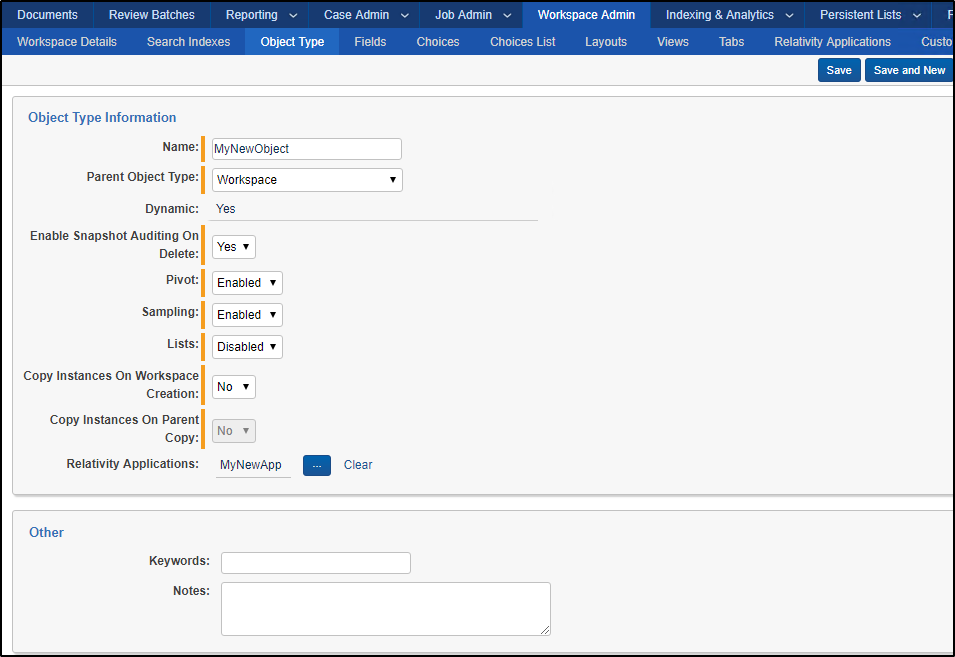 Documents Review Batches Reporting Case Admin Job Admin Workspace Admin Indexing & Analytics Persistent Lists
Workspace Details Search Indexes Object Type Fields Choices Choices List Layouts Views Tabs Relativity Applications Custo
Save Save and New
Object Type Information
Name: MyNewObject
Parent Object Type: Workspace
Dynamic: Yes
Enable Snapshot Auditing On
Delete: Yes
Pivot: Enabled
Sampling: Enabled
Lists: Disabled
Copy Instances On Workspace
Creation: No
Copy Instances On Parent
Copy: No
Relativity Applications: MyNewApp ... Clear
Other
Keywords:
Notes: